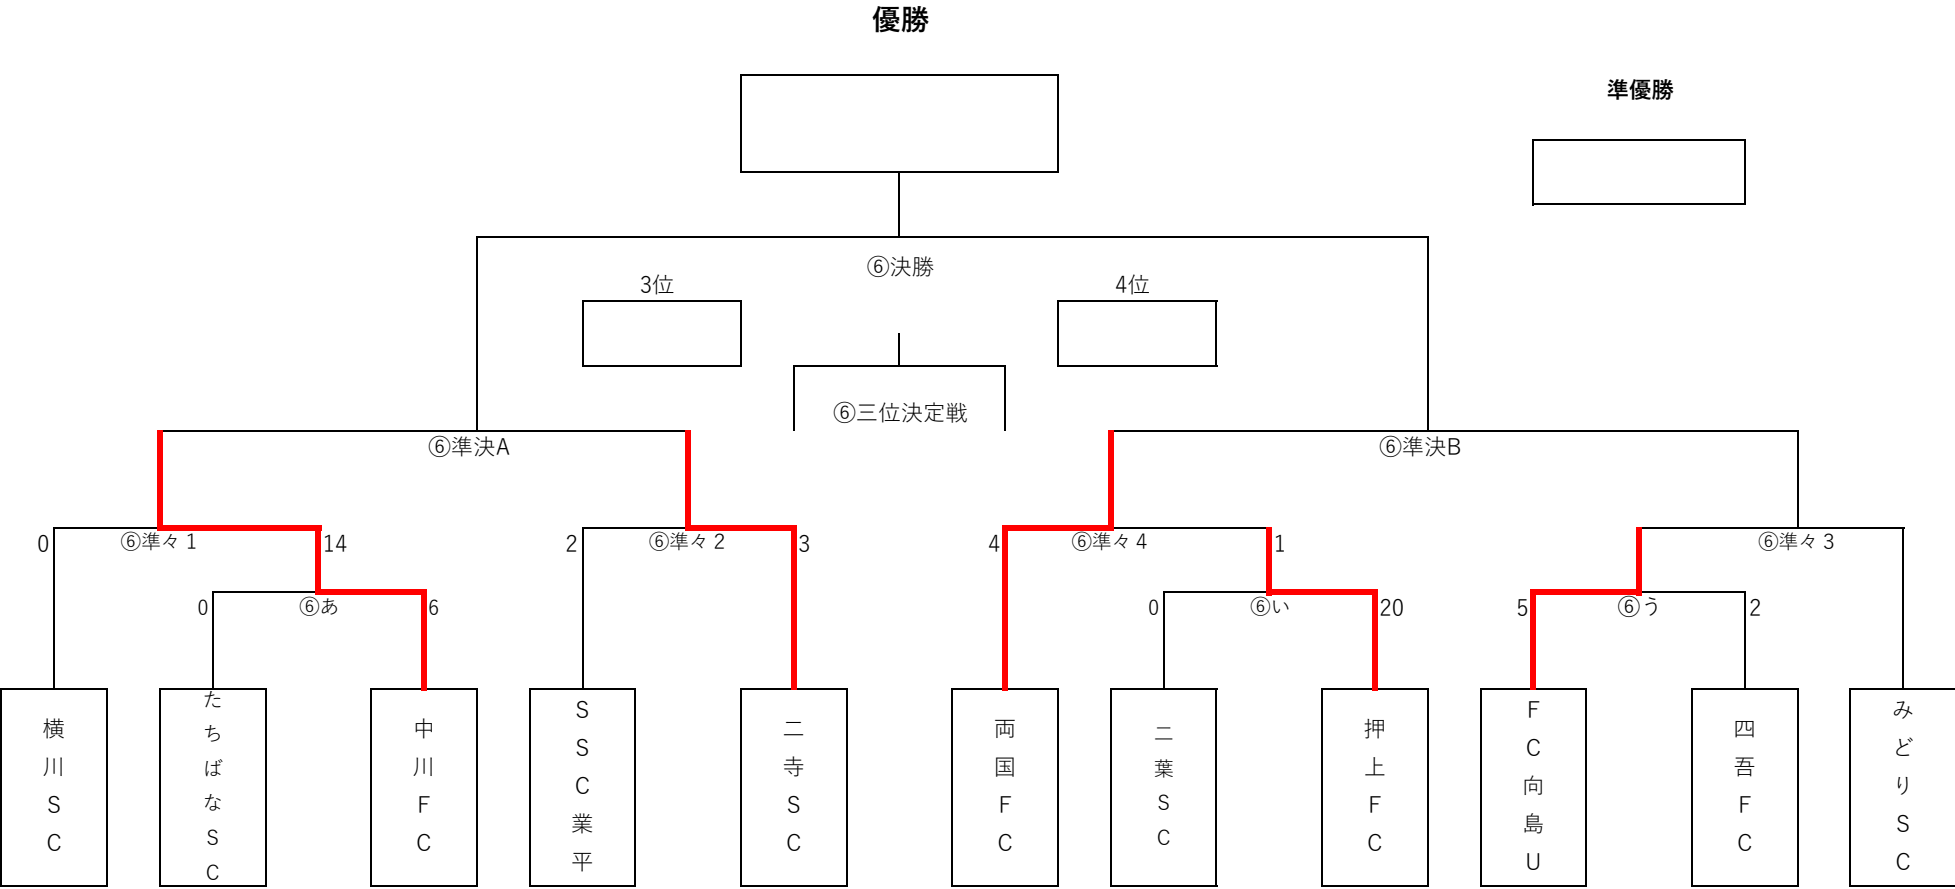 優勝
準優勝
⑥決勝
3位
4位
⑥三位決定戦
⑥準決A
⑥準決B
0
⑥準々1
14
2
⑥準々2
3
4
⑥準々4
1
⑥準々3
0
⑥あ
6
0
⑥い
20
5
⑥う
2
横川SC
たちばなSC
中川FC
SSC業平
二寺SC
両国FC
二葉SC
押上FC
FC向島U
四吾FC
みどりSC